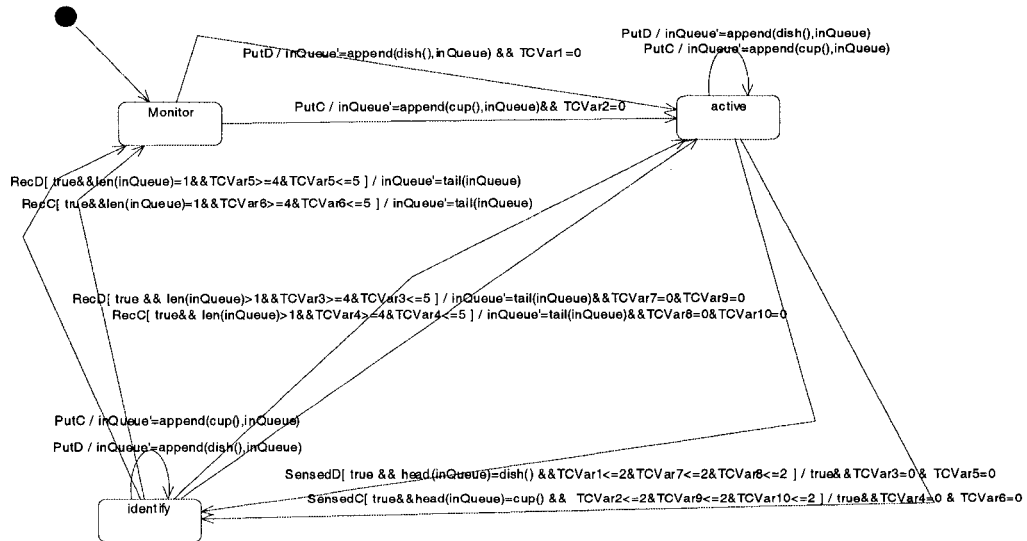 PutD / inQueue'=append(dish(),inQueue)
PutC / inQueue'=append(cup(),inQueue)
PutD / inQueue'=append(dish(),inQueue) && TCVar1=0
Monitor
PutC / inQueue'=append(cup(),inQueue)&& TCVar2=0
active
RecD[ true&&len(inQueue)=1&&TCVar5>=4&TCVar5<=5 ] / inQueue'=tail(inQueue)
RecC[ true&&len(inQueue)=1&&TCVar6>=4&TCVar6<=5 ] / inQueue'=tail(inQueue)
RecD[ true && len(inQueue)>1&&TCVar3>=4&TCVar3<=5 ] / inQueue'=tail(inQueue)&&TCVar7=0&TCVar9=0
RecC[ true&& len(inQueue)>1&&TCVar4>=4&TCVar4<=5 ] / inQueue'=tail(inQueue)&&TCVar8=0&TCVar10=0
PutC / inQueue'=append(cup(),inQueue)
PutD / inQueue'=append(dish(),inQueue)
SensedD[ true && head(inQueue)=dish() &&TCVar1<=2&TCVar7<=2&TCVar8<=2 ] / true&&TCVar3=0 & TCVar5=0
SensedC[ true&&head(inQueue)=cup() && TCVar2<=2&TCVar9<=2&TCVar10<=2 ] / true&&TCVar4=0 & TCVar6=0
identify